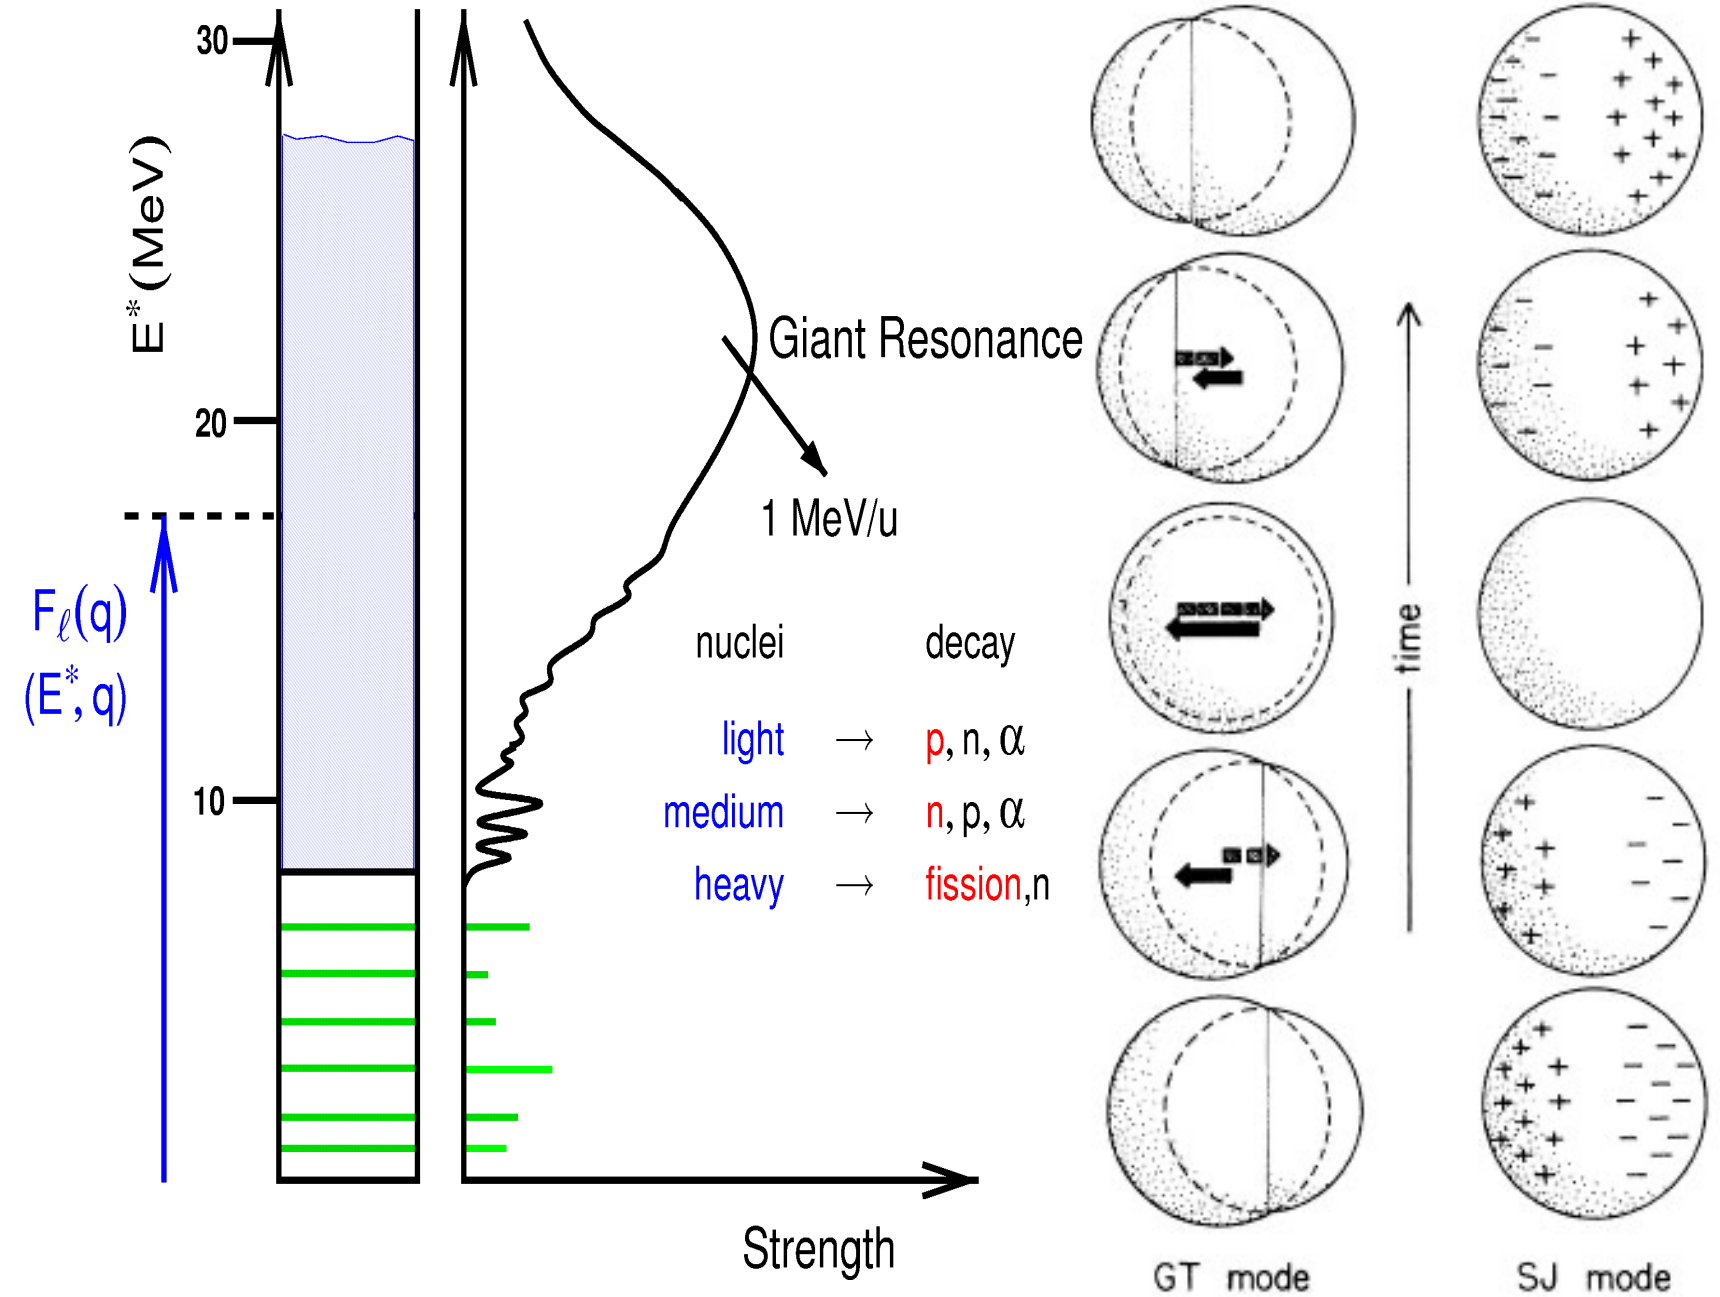 30
20
10
E*(MeV)
Fℓ(q)
(E*,q)
Giant Resonance
1 MeV/u
nuclei decay
light → p, n, α
medium → n, p, α
heavy → fission,n
Strength
time
GT mode
SJ mode